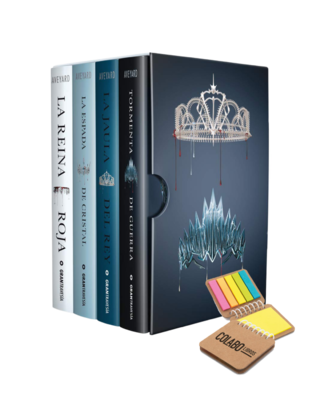 AVEYARD
LA REINA
ROJA
GRANTRAVESÍA
AVEYARD
LA ESPADA
DE CRISTAL
GRANTRAVESÍA
AVEYARD
LA JAULA
DEL REY
GRANTRAVESÍA
AVEYARD
TORMENTA
DE GUERRA
GRANTRAVESÍA
COLABO